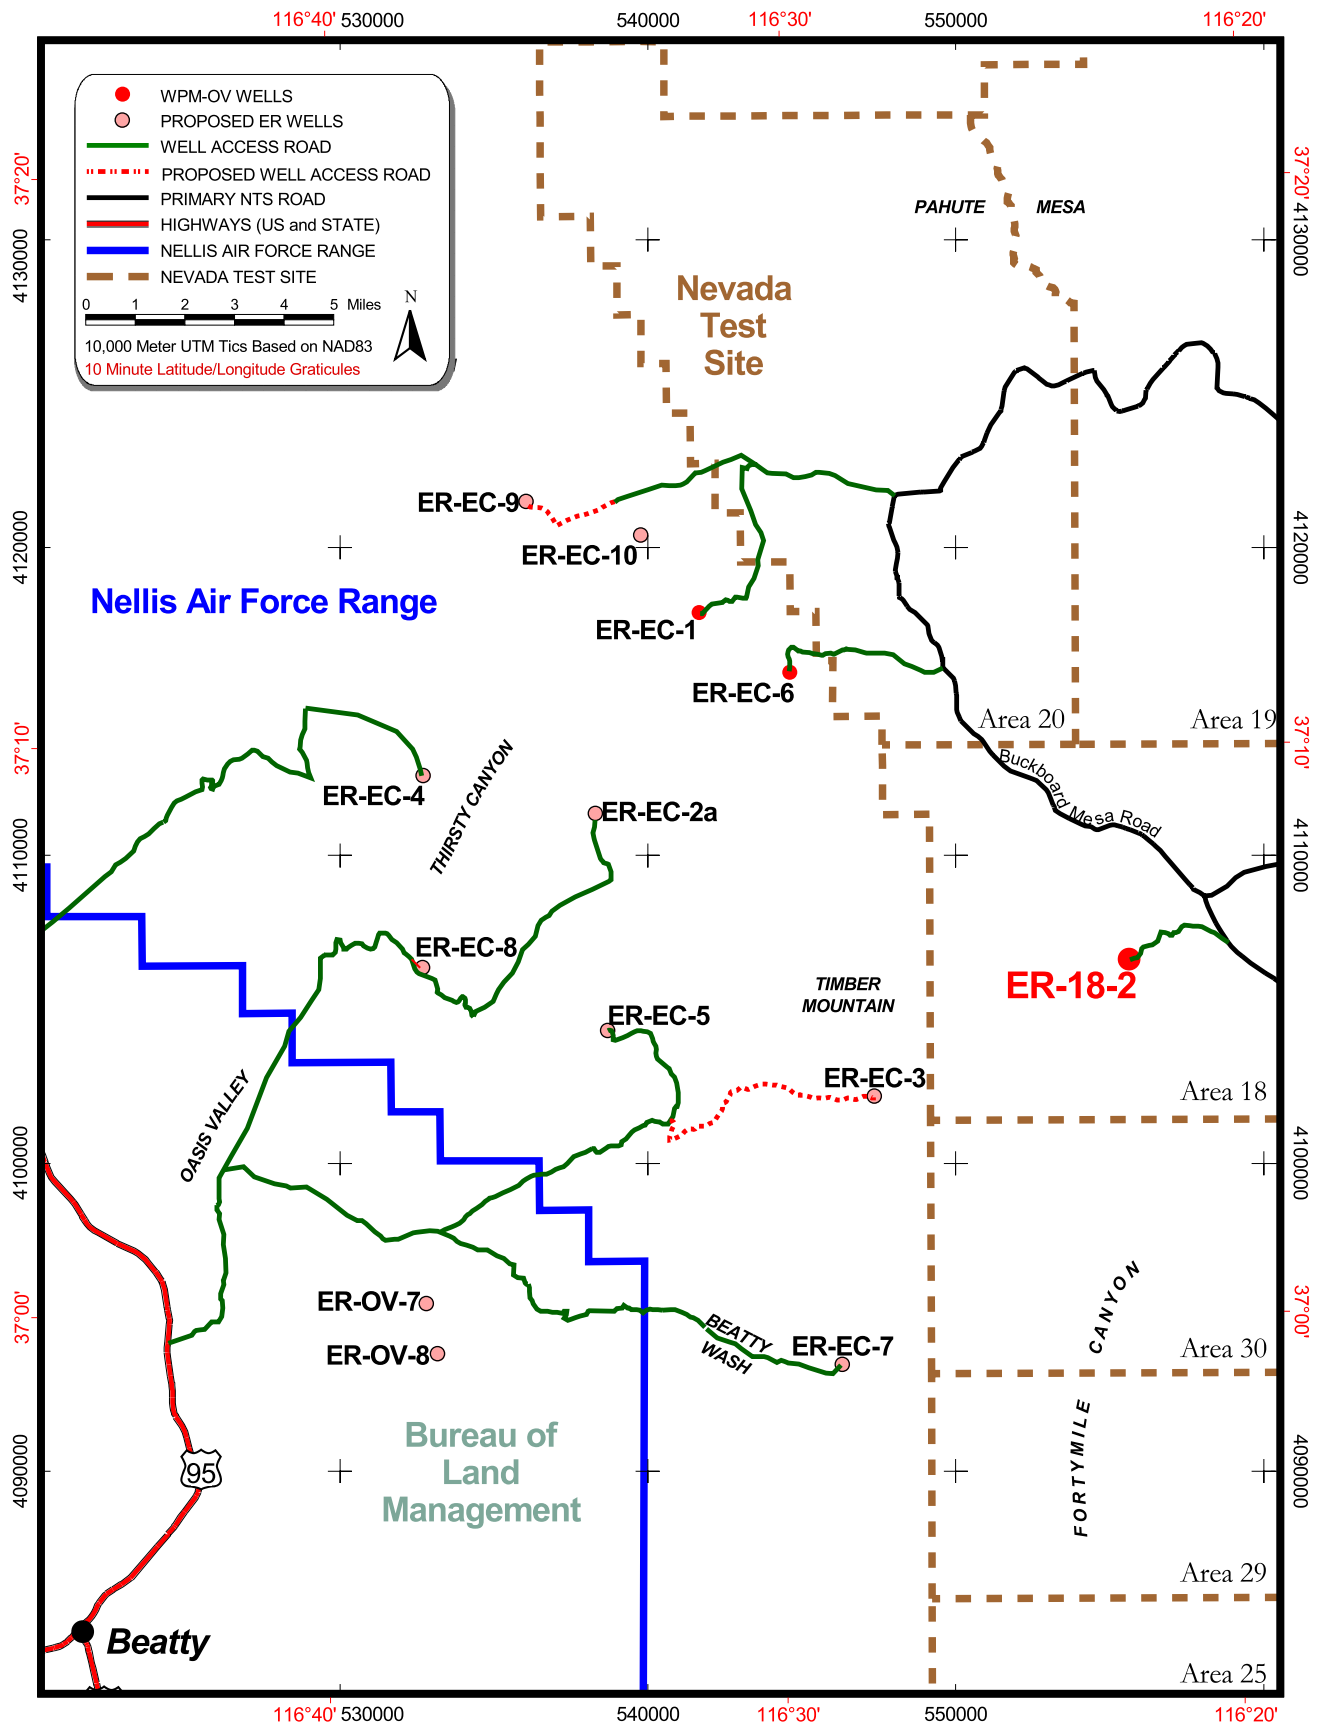 116°40' 530000 540000 116°30' 550000 116°20'
WPM-OV WELLS
PROPOSED ER WELLS
WELL ACCESS ROAD
PROPOSED WELL ACCESS ROAD
PRIMARY NTS ROAD
HIGHWAYS (US and STATE)
NELLIS AIR FORCE RANGE
NEVADA TEST SITE
0 1 2 3 4 5 Miles
N
10,000 Meter UTM Tics Based on NAD83
10 Minute Latitude/Longitude Graticules
37°20'
4130000
4120000
37°10'
4110000
4100000
37°00'
4090000
PAHUTE MESA
Nevada
Test
Site
ER-EC-9
ER-EC-10
Nellis Air Force Range
ER-EC-1
ER-EC-6
Area 20
Area 19
Buckboard Mesa Road
THIRSTY CANYON
ER-EC-4
ER-EC-2a
ER-EC-8
ER-18-2
TIMBER
MOUNTAIN
ER-EC-5
ER-EC-3
Area 18
OASIS VALLEY
ER-OV-7
ER-OV-8
BEATTY
WASH
ER-EC-7
FORTYMILE CANYON
Area 30
Bureau of
Land
Management
95
Area 29
Beatty
Area 25
37°20'
4130000
4120000
37°10'
4110000
4100000
37°00'
4090000
116°40' 530000 540000 116°30' 550000 116°20'